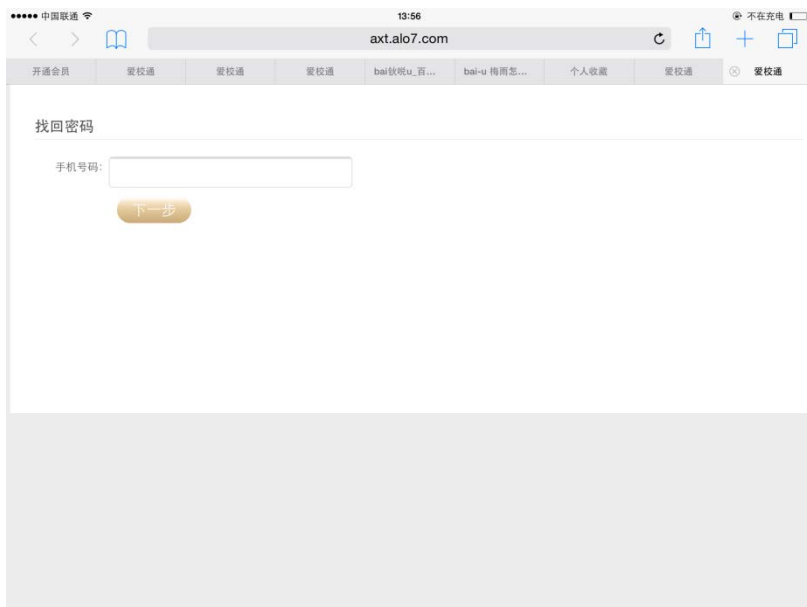 中国联通 13:56 不在充电
axt.alo7.com
开通会员 爱校通 爱校通 爱校通 bai钬哾u_百… bai-u 梅雨怎… 个人收藏 爱校通 爱校通
找回密码
手机号码:
下一步